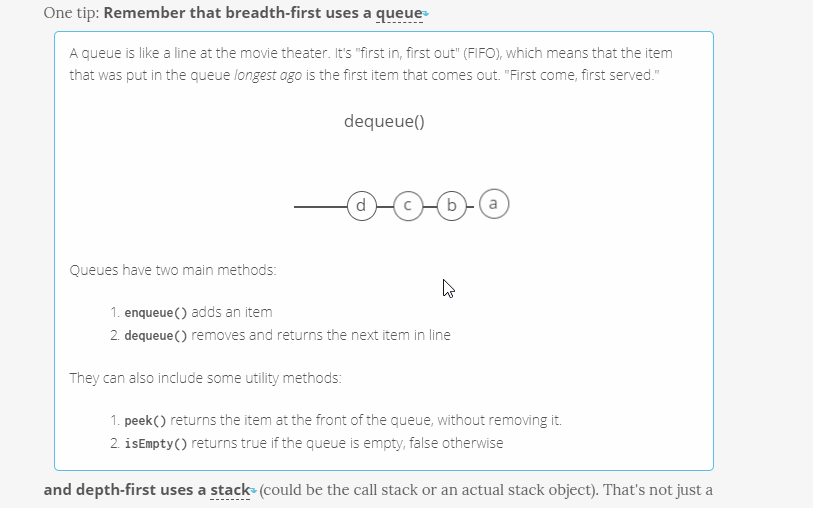 One tip: Remember that breadth-first uses a queue
A queue is like a line at the movie theater. It's "first in, first out" (FIFO), which means that the item
that was put in the queue longest ago is the first item that comes out. "First come, first served."
dequeue()
d c b a
Queues have two main methods:
1. enqueue() adds an item
2. dequeue() removes and returns the next item in line
They can also include some utility methods:
1. peek() returns the item at the front of the queue, without removing it.
2. isEmpty() returns true if the queue is empty, false otherwise
and depth-first uses a stack (could be the call stack or an actual stack object). That's not just a